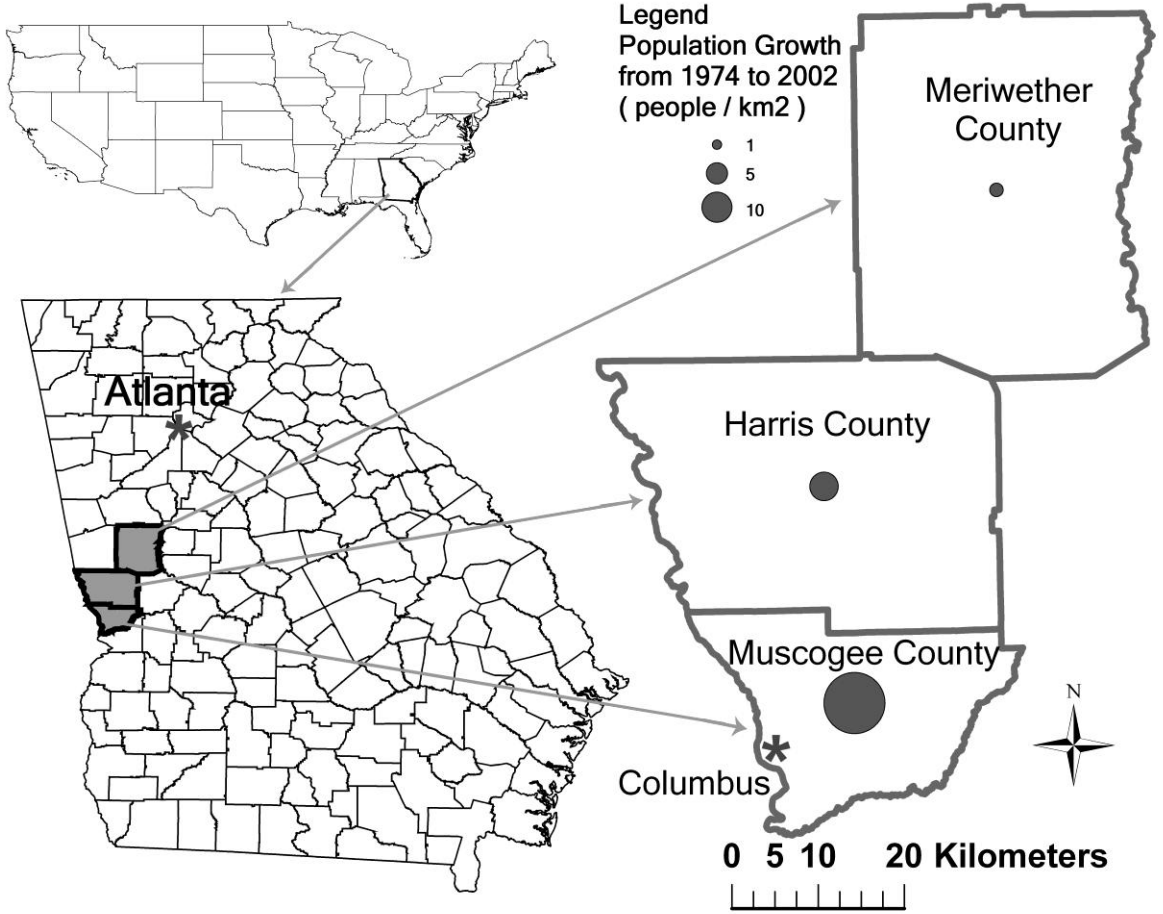 Legend
Population Growth
from 1974 to 2002
( people / km2 )
1
5
10
Meriwether
County
Atlanta
Harris County
Muscogee County
Columbus
N
0 5 10 20 Kilometers